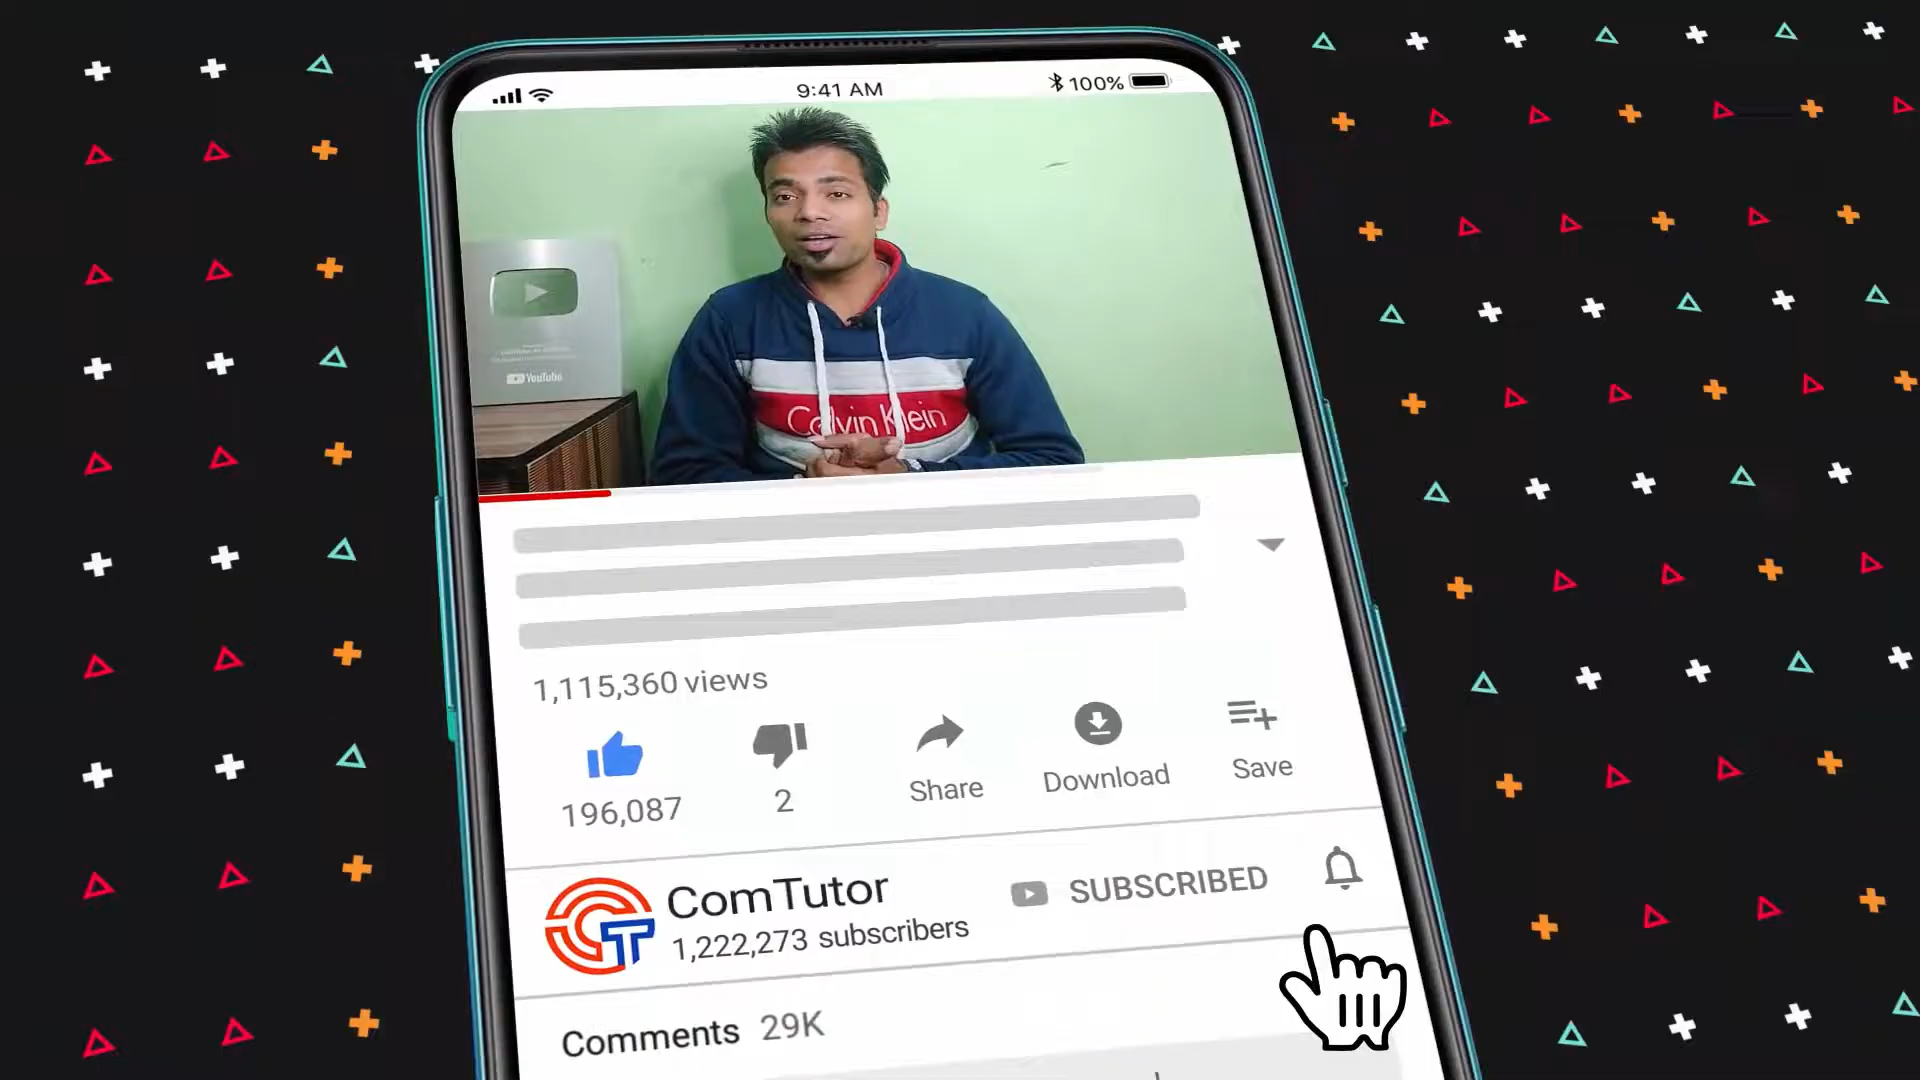 9:41 AM
100%
YouTube
Calvin Klein
1,115,360 views
196,087
2
Share
Download
Save
CT
ComTutor
1,222,273 subscribers
SUBSCRIBED
Comments 29K